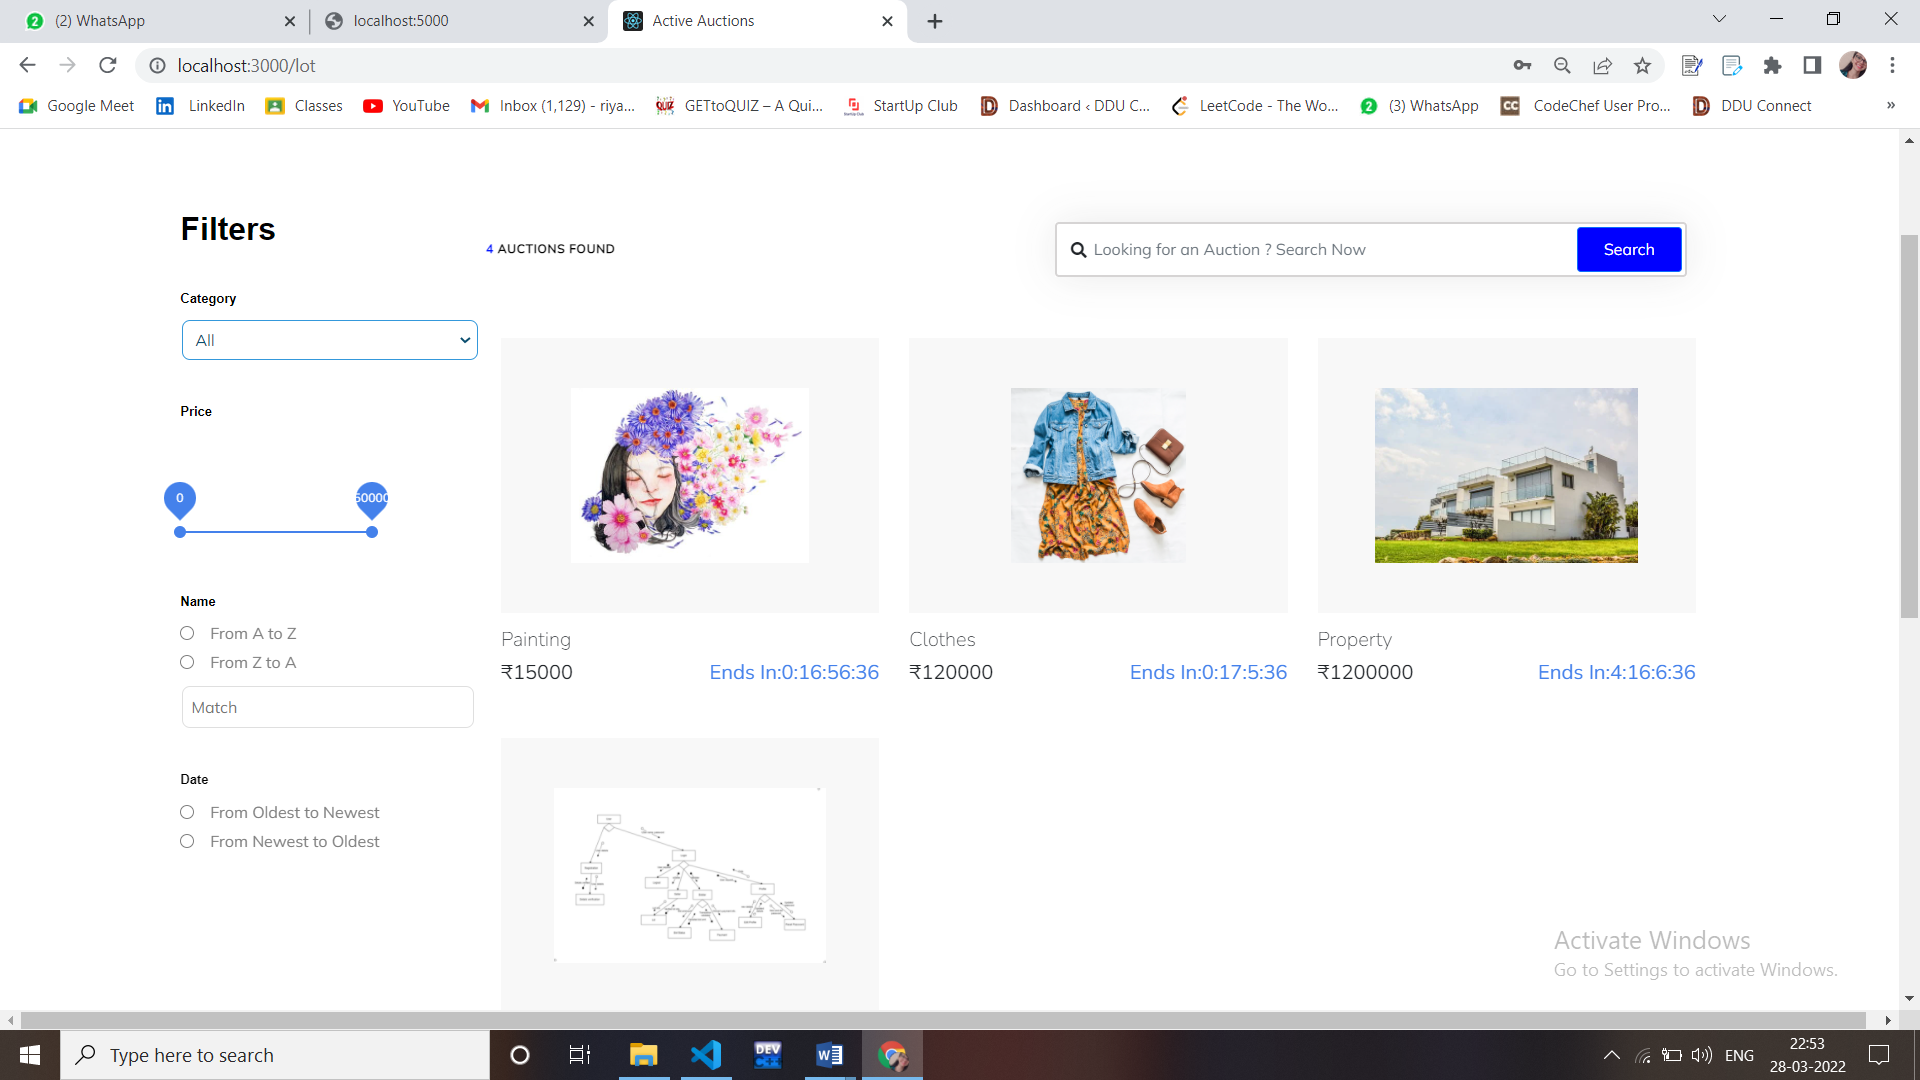 (2) WhatsApp
localhost:5000
Active Auctions
localhost:3000/lot
Google Meet
LinkedIn
Classes
YouTube
Inbox (1,129) - riya...
GETtoQUIZ – A Qui...
StartUp Club
Dashboard ‹ DDU C...
LeetCode - The Wo...
(3) WhatsApp
CodeChef User Pro...
DDU Connect
»
Filters
4 AUCTIONS FOUND
Looking for an Auction ? Search Now
Search
Category
All
Price
0
50000
Name
From A to Z
From Z to A
Match
Date
From Oldest to Newest
From Newest to Oldest
Painting
₹15000
Ends In:0:16:56:36
Clothes
₹120000
Ends In:0:17:5:36
Property
₹1200000
Ends In:4:16:6:36
Activate Windows
Go to Settings to activate Windows.
Type here to search
DEV
C++
ENG
22:53
28-03-2022